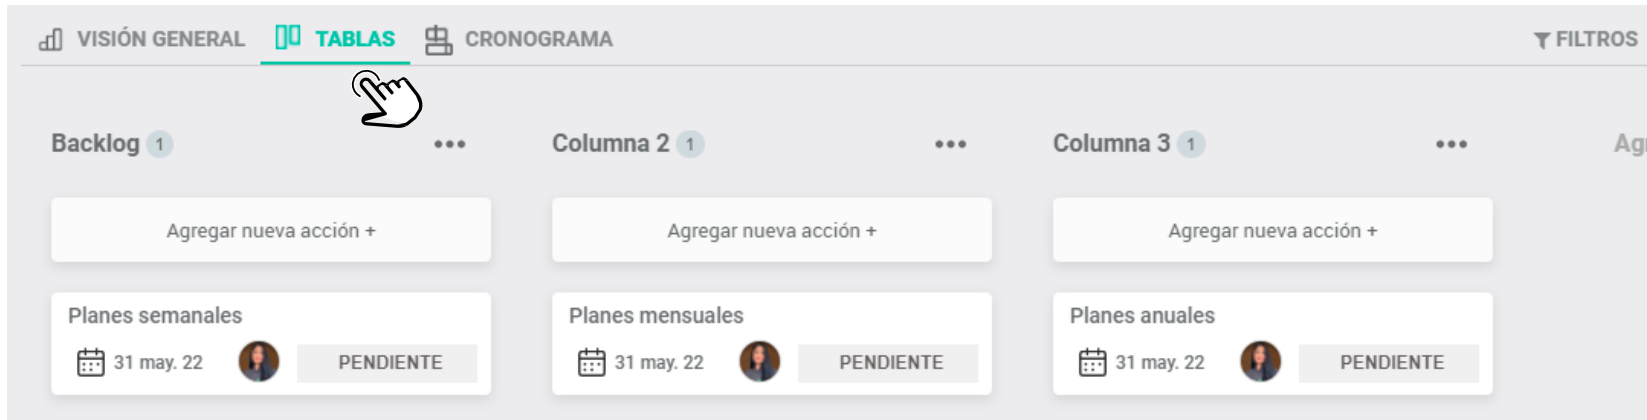 VISIÓN GENERAL TABLAS CRONOGRAMA FILTROS
Backlog 1
Columna 2 1
Columna 3 1
Agregar nueva acción +
Agregar nueva acción +
Agregar nueva acción +
Planes semanales
31 may. 22 PENDIENTE
Planes mensuales
31 may. 22 PENDIENTE
Planes anuales
31 may. 22 PENDIENTE